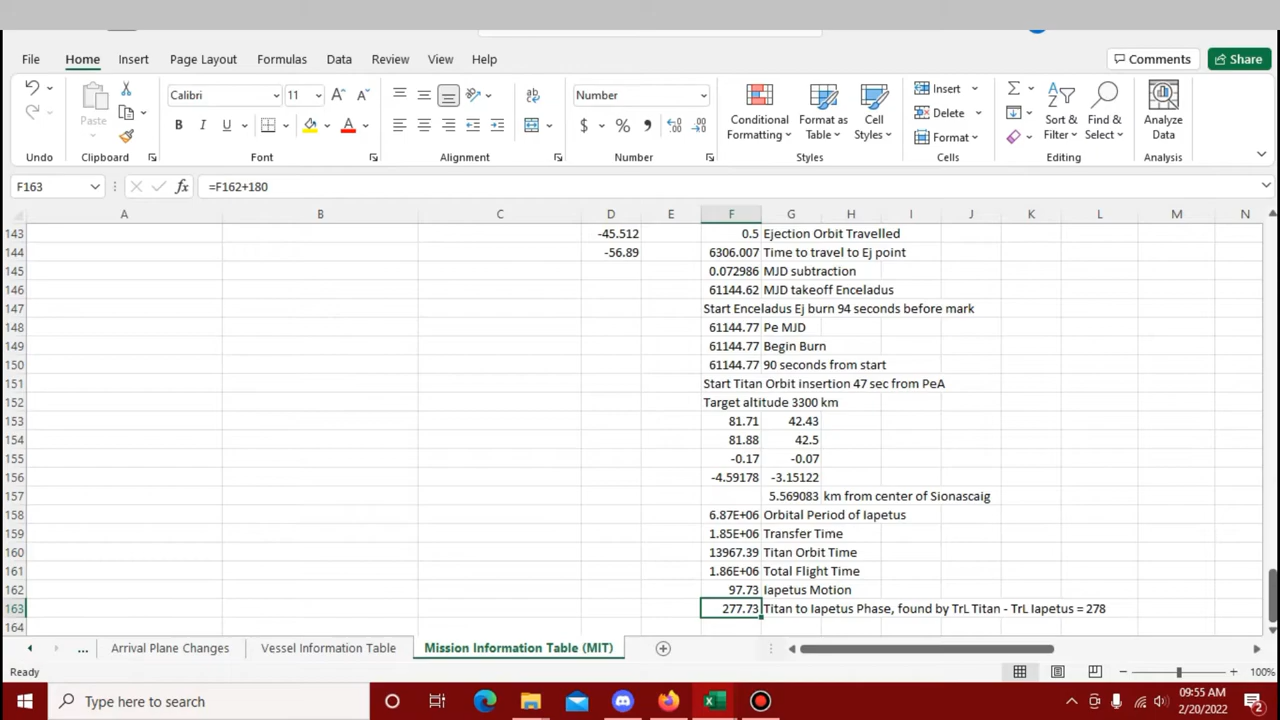 File Home Insert Page Layout Formulas Data Review View Help Comments Share
Calibri 11 A A Number Insert
Paste B I U A $ % Conditional Formatting Format as Table Cell Styles Delete Format Sort & Filter Find & Select Analyze Data
Undo Clipboard Font Alignment Number Styles Cells Editing Analysis
F163 fx =F162+180
A B C D E F G H I J K L M N
143 -45.512 0.5 Ejection Orbit Travelled
144 -56.89 6306.007 Time to travel to Ej point
145 0.072986 MJD subtraction
146 61144.62 MJD takeoff Enceladus
147 Start Enceladus Ej burn 94 seconds before mark
148 61144.77 Pe MJD
149 61144.77 Begin Burn
150 61144.77 90 seconds from start
151 Start Titan Orbit insertion 47 sec from PeA
152 Target altitude 3300 km
153 81.71 42.43
154 81.88 42.5
155 -0.17 -0.07
156 -4.59178 -3.15122
157 5.569083 km from center of Sionascaig
158 6.87E+06 Orbital Period of Iapetus
159 1.85E+06 Transfer Time
160 13967.39 Titan Orbit Time
161 1.86E+06 Total Flight Time
162 97.73 Iapetus Motion
163 277.73 Titan to Iapetus Phase, found by TrL Titan - TrL Iapetus = 278
164
... Arrival Plane Changes Vessel Information Table Mission Information Table (MIT)
Ready 100%
Type here to search 09:55 AM
2/20/2022 2